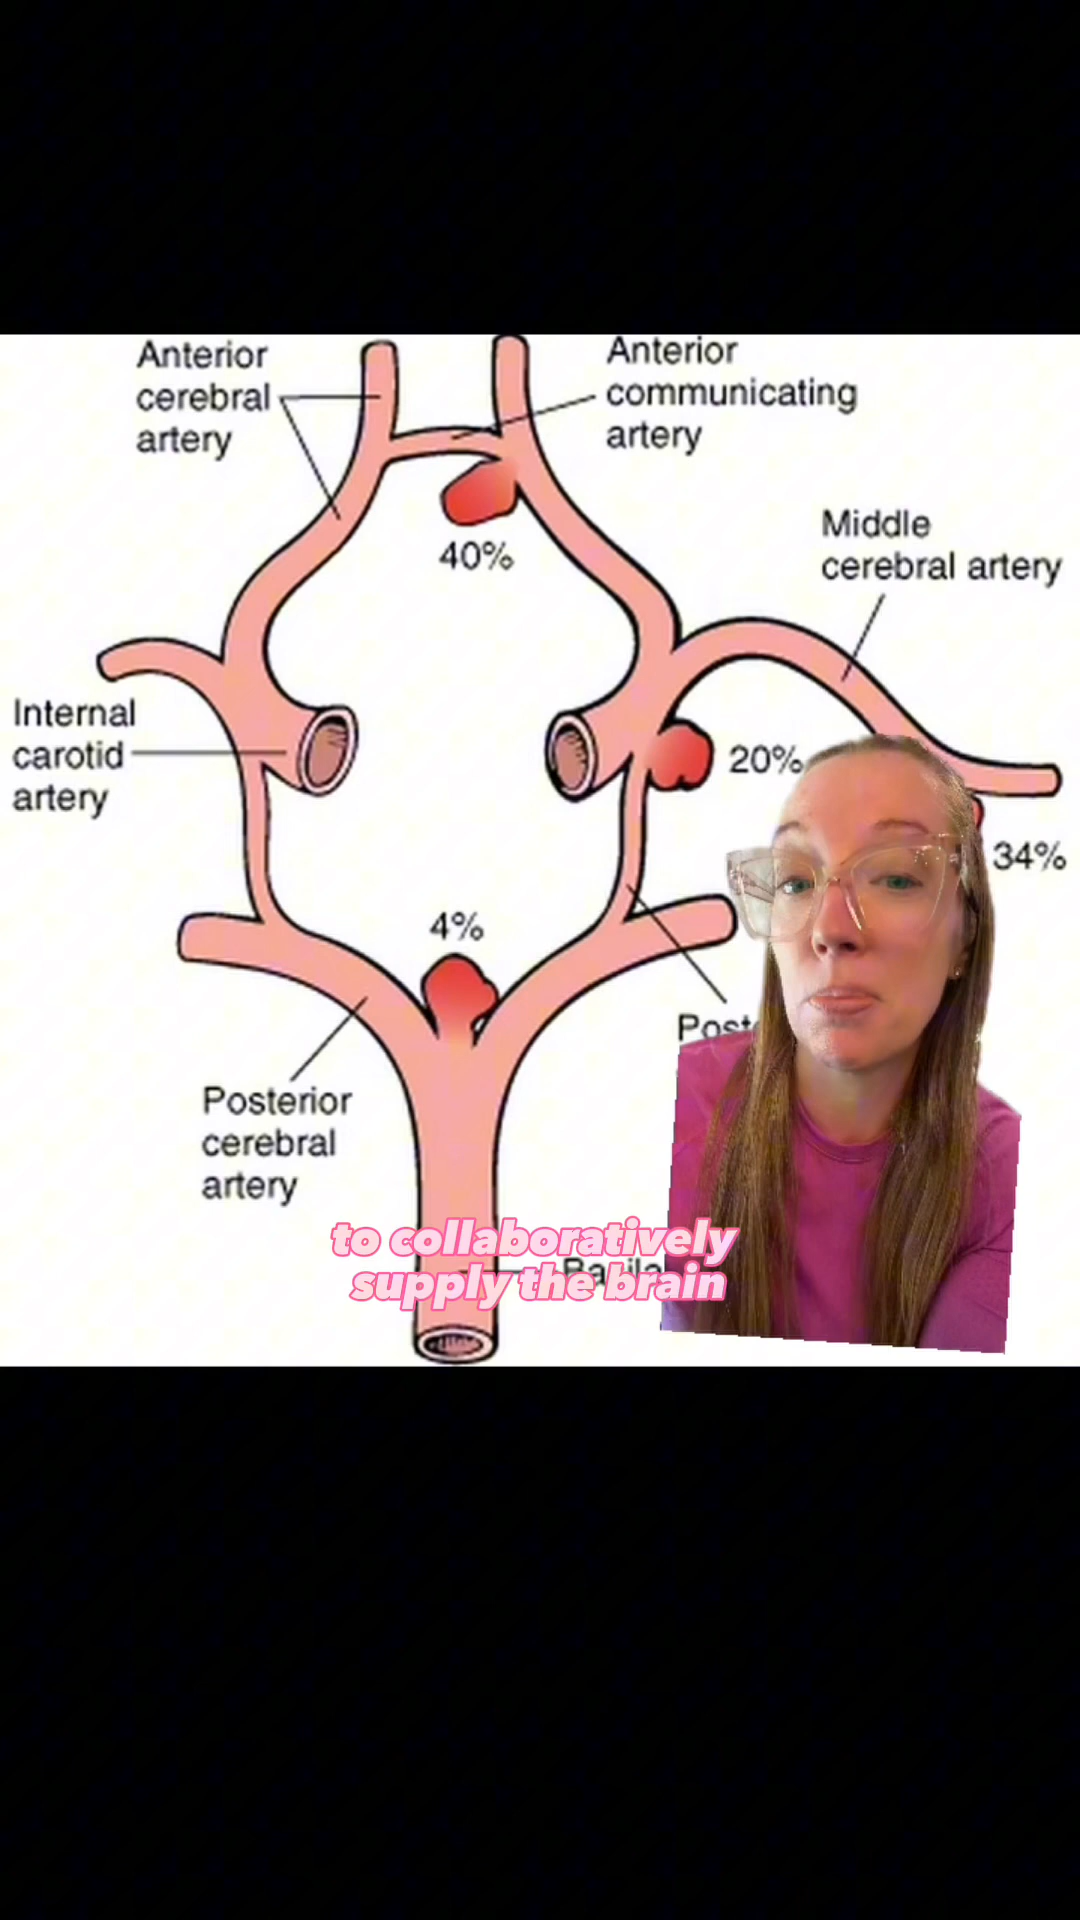 Anterior
cerebral
artery
Anterior
communicating
artery
40%
Middle
cerebral artery
Internal
carotid
artery
20%
34%
4%
Posterior
cerebral
artery
to collaboratively
supply the brain